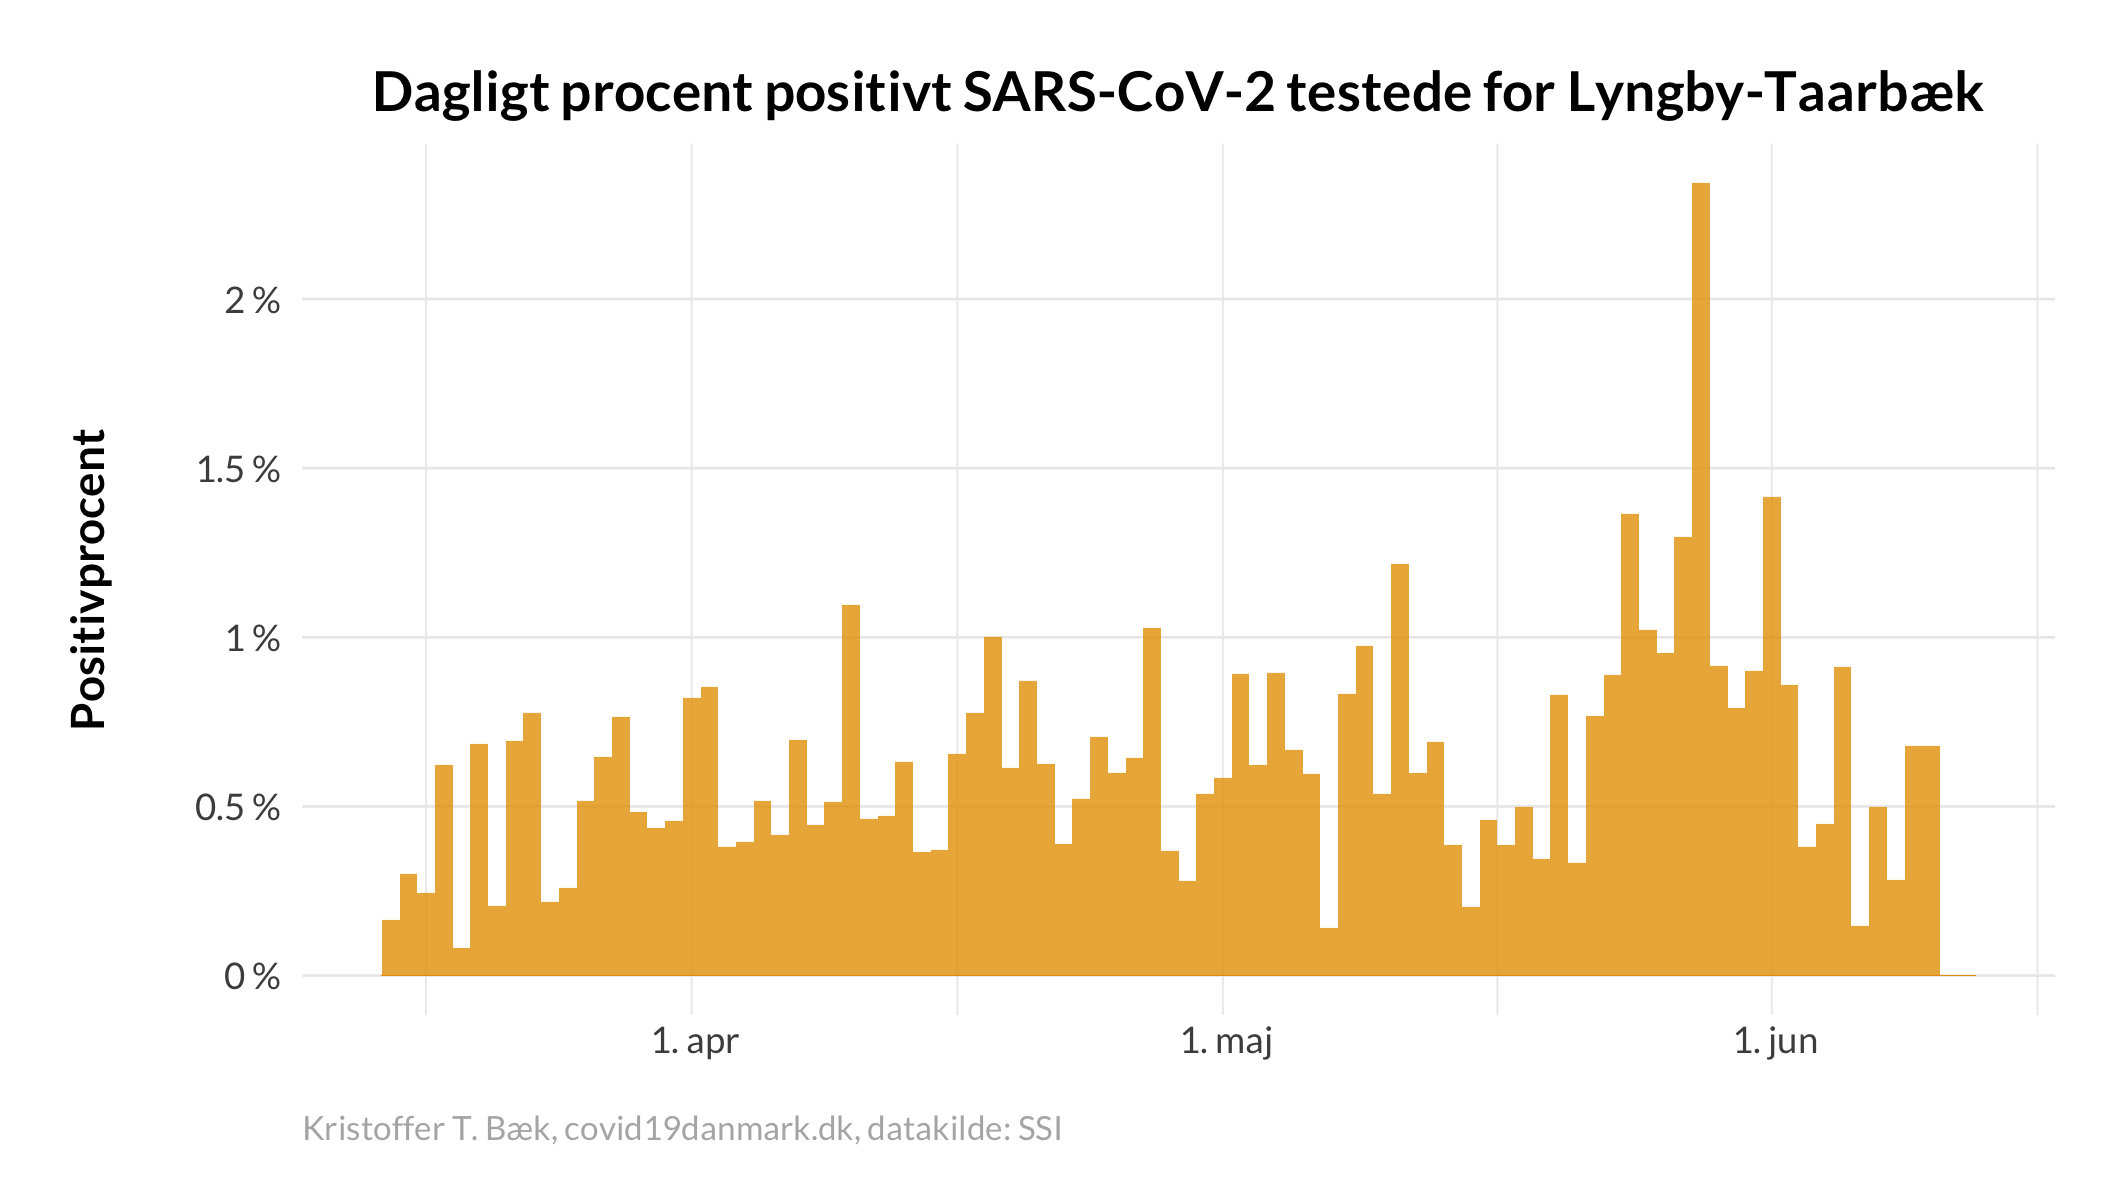 Dagligt procent positivt SARS-CoV-2 testede for Lyngby-Taarbæk
Positivprocent
2 %
1.5 %
1 %
0.5 %
0 %
1. apr
1. maj
1. jun
Kristoffer T. Bæk, covid19danmark.dk, datakilde: SSI